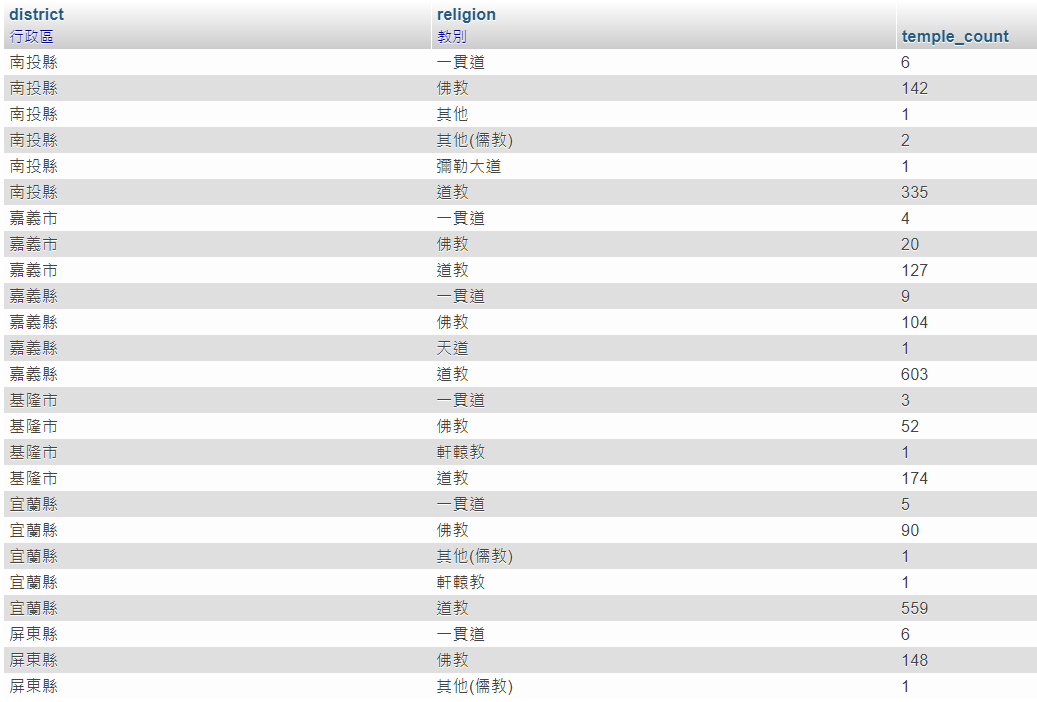 district religion
行政區 教別 temple_count
南投縣 一貫道 6
南投縣 佛教 142
南投縣 其他 1
南投縣 其他(儒教) 2
南投縣 彌勒大道 1
南投縣 道教 335
嘉義市 一貫道 4
嘉義市 佛教 20
嘉義市 道教 127
嘉義縣 一貫道 9
嘉義縣 佛教 104
嘉義縣 天道 1
嘉義縣 道教 603
基隆市 一貫道 3
基隆市 佛教 52
基隆市 軒轅教 1
基隆市 道教 174
宜蘭縣 一貫道 5
宜蘭縣 佛教 90
宜蘭縣 其他(儒教) 1
宜蘭縣 軒轅教 1
宜蘭縣 道教 559
屏東縣 一貫道 6
屏東縣 佛教 148
屏東縣 其他(儒教) 1